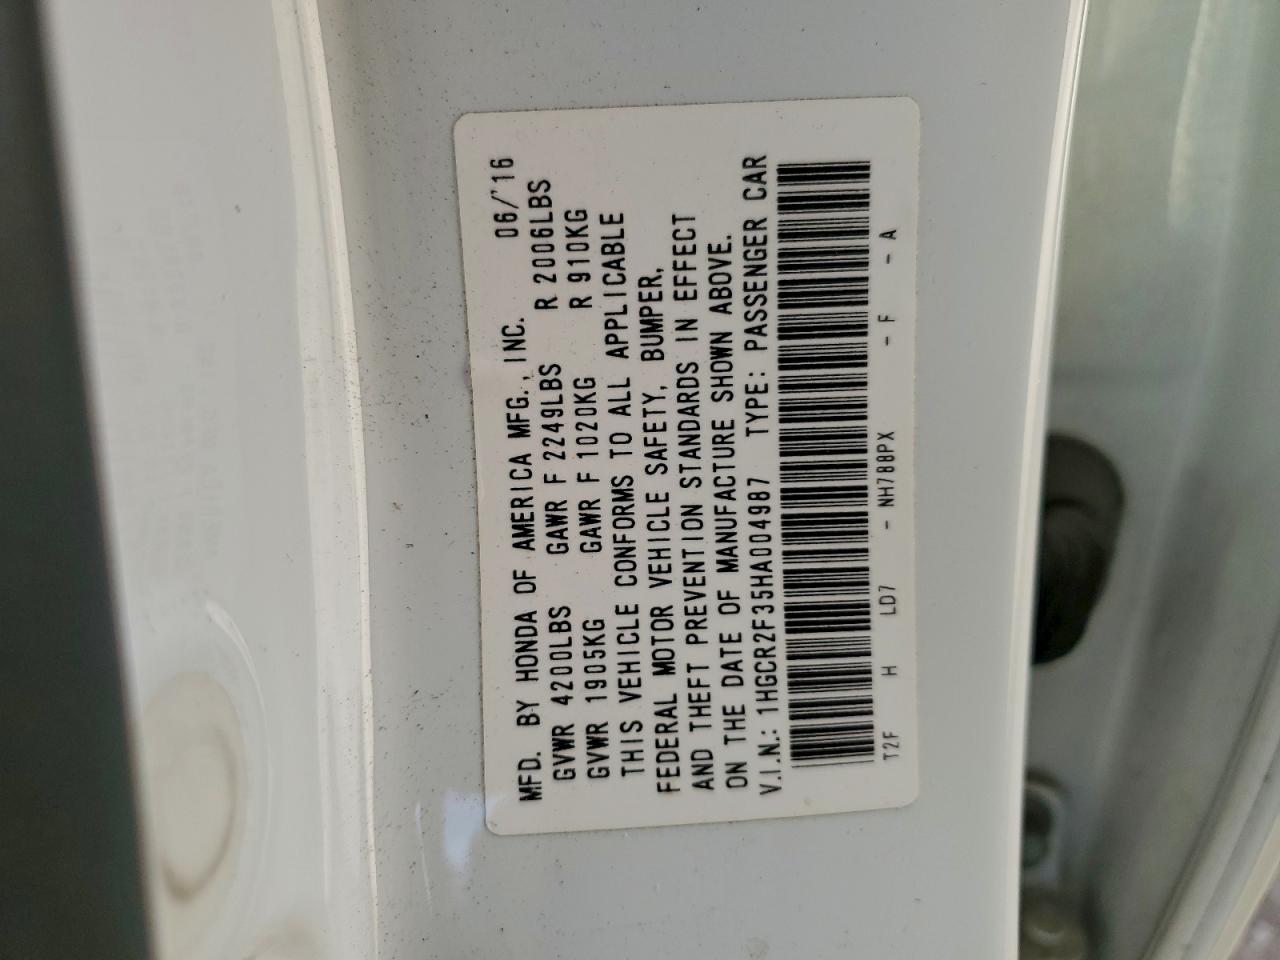 MFD. BY HONDA OF AMERICA MFG., INC. 06/'16
GVWR 4200LBS GAWR F 2249LBS R 2006LBS
GVWR 1905KG GAWR F 1020KG R 910KG
THIS VEHICLE CONFORMS TO ALL APPLICABLE
FEDERAL MOTOR VEHICLE SAFETY, BUMPER,
AND THEFT PREVENTION STANDARDS IN EFFECT
ON THE DATE OF MANUFACTURE SHOWN ABOVE.
V.I.N.: 1HGCR2F35HA004987 TYPE: PASSENGER CAR
T2F H LD7 - NH788PX - F - A